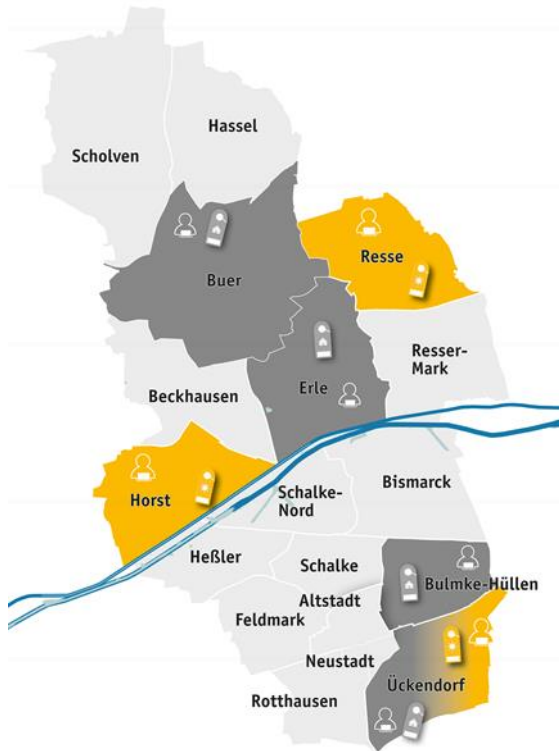 Hassel
Scholven
Resse
Buer
Resser-
Mark
Erle
Beckhausen
Bismarck
Horst
Schalke-
Nord
Heßler
Schalke
Bulmke-Hüllen
Altstadt
Feldmark
Neustadt
Ückendorf
Rotthausen